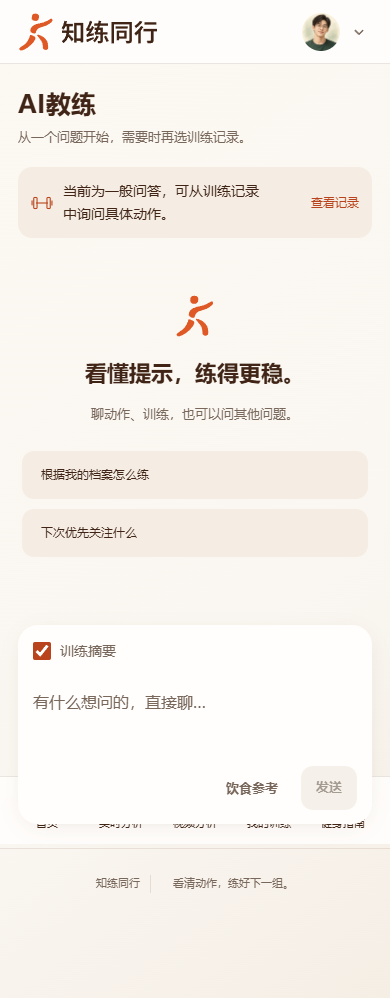 知练同行
AI教练
从一个问题开始，需要时再选训练记录。
当前为一般问答，可从训练记录
中询问具体动作。
查看记录
看懂提示，练得更稳。
聊动作、训练，也可以问其他问题。
根据我的档案怎么练
下次优先关注什么
训练摘要
有什么想问的，直接聊...
饮食参考
发送
知练同行
看清动作，练好下一组。